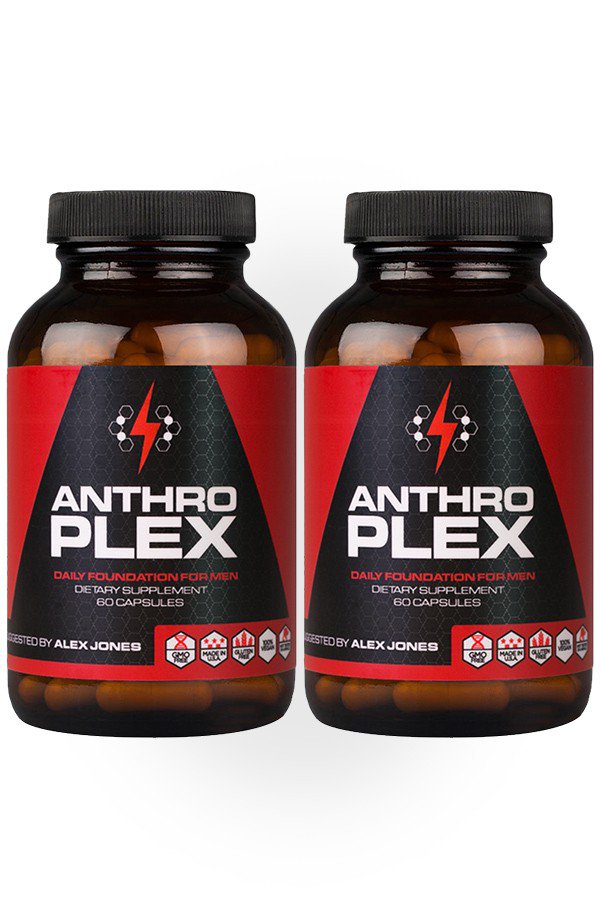 ANTHRO
PLEX
DAILY FOUNDATION FOR MEN
DIETARY SUPPLEMENT
60 CAPSULES
GGESTED BY ALEX JONES
GMO FREE
MADE IN U.S.A.
GLUTEN FREE
100% VEGAN
ANTHRO
PLEX
DAILY FOUNDATION FOR MEN
DIETARY SUPPLEMENT
60 CAPSULES
GGESTED BY ALEX JONES
GMO FREE
MADE IN U.S.A.
GLUTEN FREE
100% VEGAN